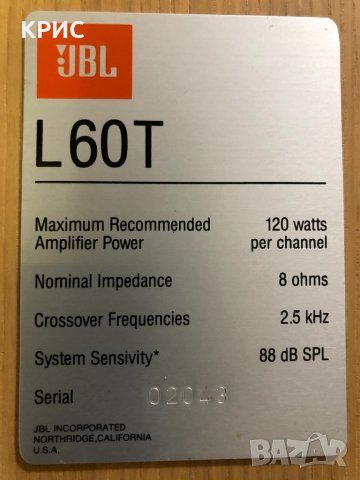 КРИС
JBL
L60T
Maximum Recommended Amplifier Power 120 watts per channel
Nominal Impedance 8 ohms
Crossover Frequencies 2.5 kHz
System Sensivity* 88 dB SPL
Serial 02043
JBL INCORPORATED
NORTHRIDGE,CALIFORNIA
U.S.A.
bazar